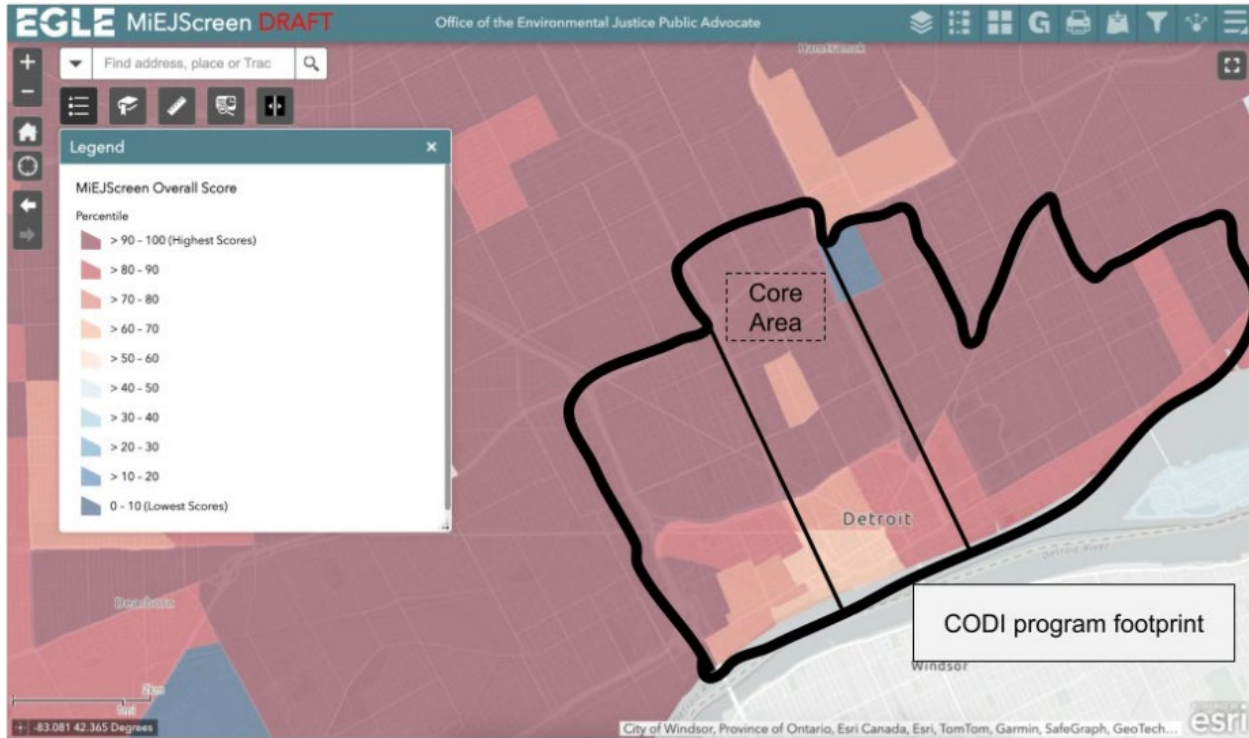 EGLE MiEJScreen DRAFT
Office of the Environmental Justice Public Advocate
G
Find address, place or Trac
Legend
MiEJScreen Overall Score
Percentile
> 90 - 100 (Highest Scores)
> 80 - 90
> 70 - 80
> 60 - 70
> 50 - 60
> 40 - 50
> 30 - 40
> 20 - 30
> 10 - 20
0 - 10 (Lowest Scores)
Hamtramck
Core
Area
Detroit
Detroit River
Dearborn
CODI program footprint
Windsor
2km
1mi
-83.081 42.365 Degrees
City of Windsor, Province of Ontario, Esri Canada, Esri, TomTom, Garmin, SafeGraph, GeoTech...
esri